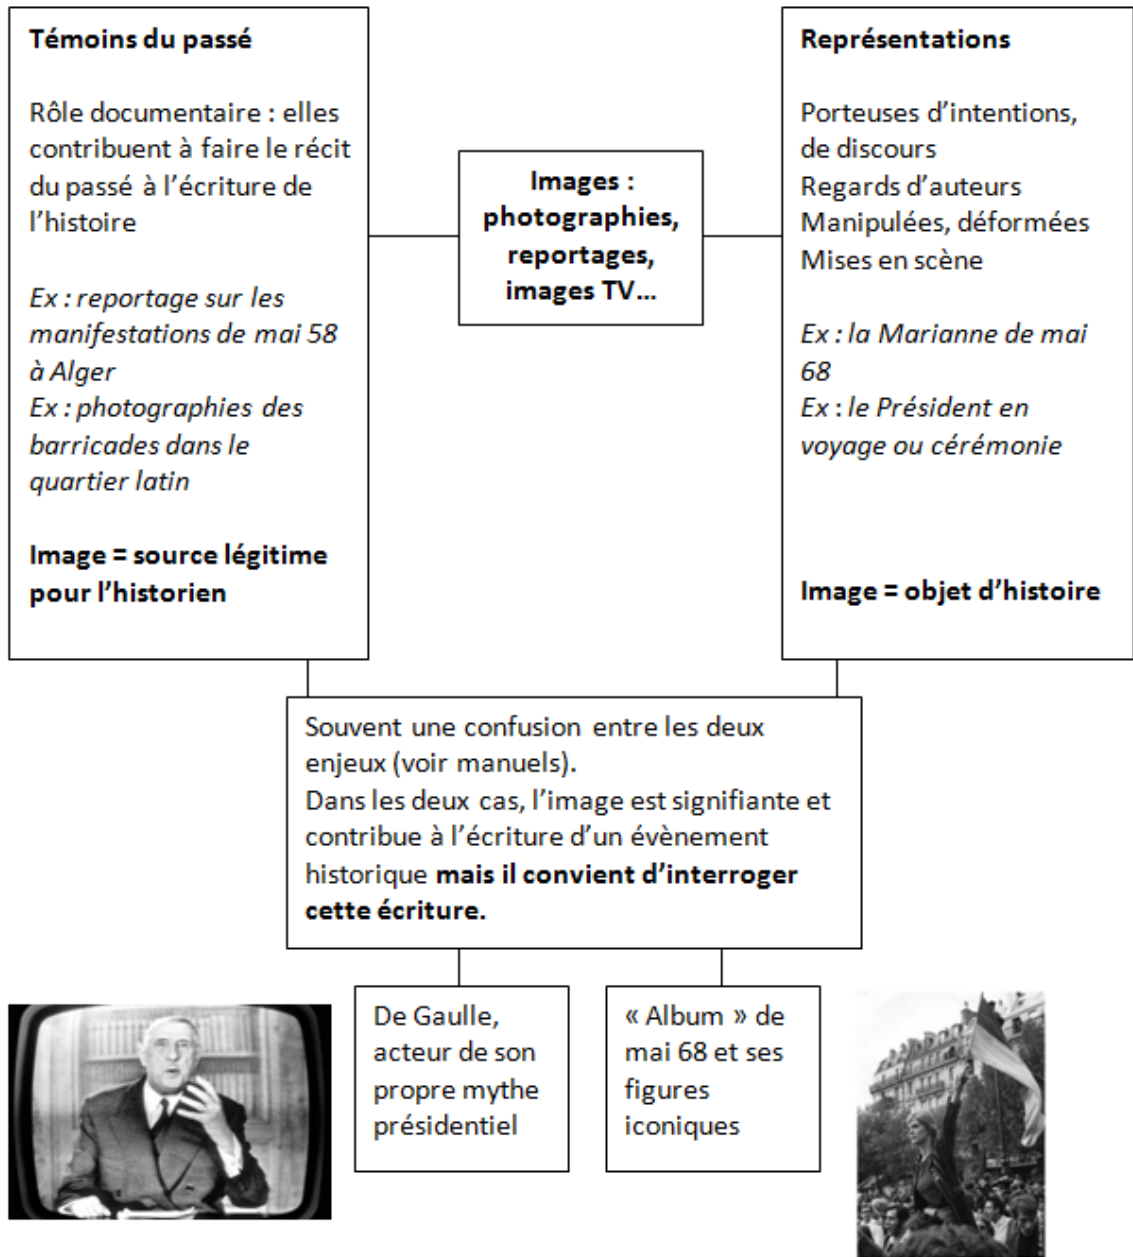 Témoins du passé
Rôle documentaire : elles
contribuent à faire le récit
du passé à l’écriture de
l’histoire
Ex : reportage sur les
manifestations de mai 58
à Alger
Ex : photographies des
barricades dans le
quartier latin
Image = source légitime
pour l’historien
Images :
photographies,
reportages,
images TV...
Représentations
Porteuses d’intentions,
de discours
Regards d’auteurs
Manipulées, déformées
Mises en scène
Ex : la Marianne de mai
68
Ex : le Président en
voyage ou cérémonie
Image = objet d’histoire
Souvent une confusion entre les deux
enjeux (voir manuels).
Dans les deux cas, l’image est signifiante et
contribue à l’écriture d’un évènement
historique mais il convient d’interroger
cette écriture.
De Gaulle,
acteur de son
propre mythe
présidentiel
« Album » de
mai 68 et ses
figures
iconiques